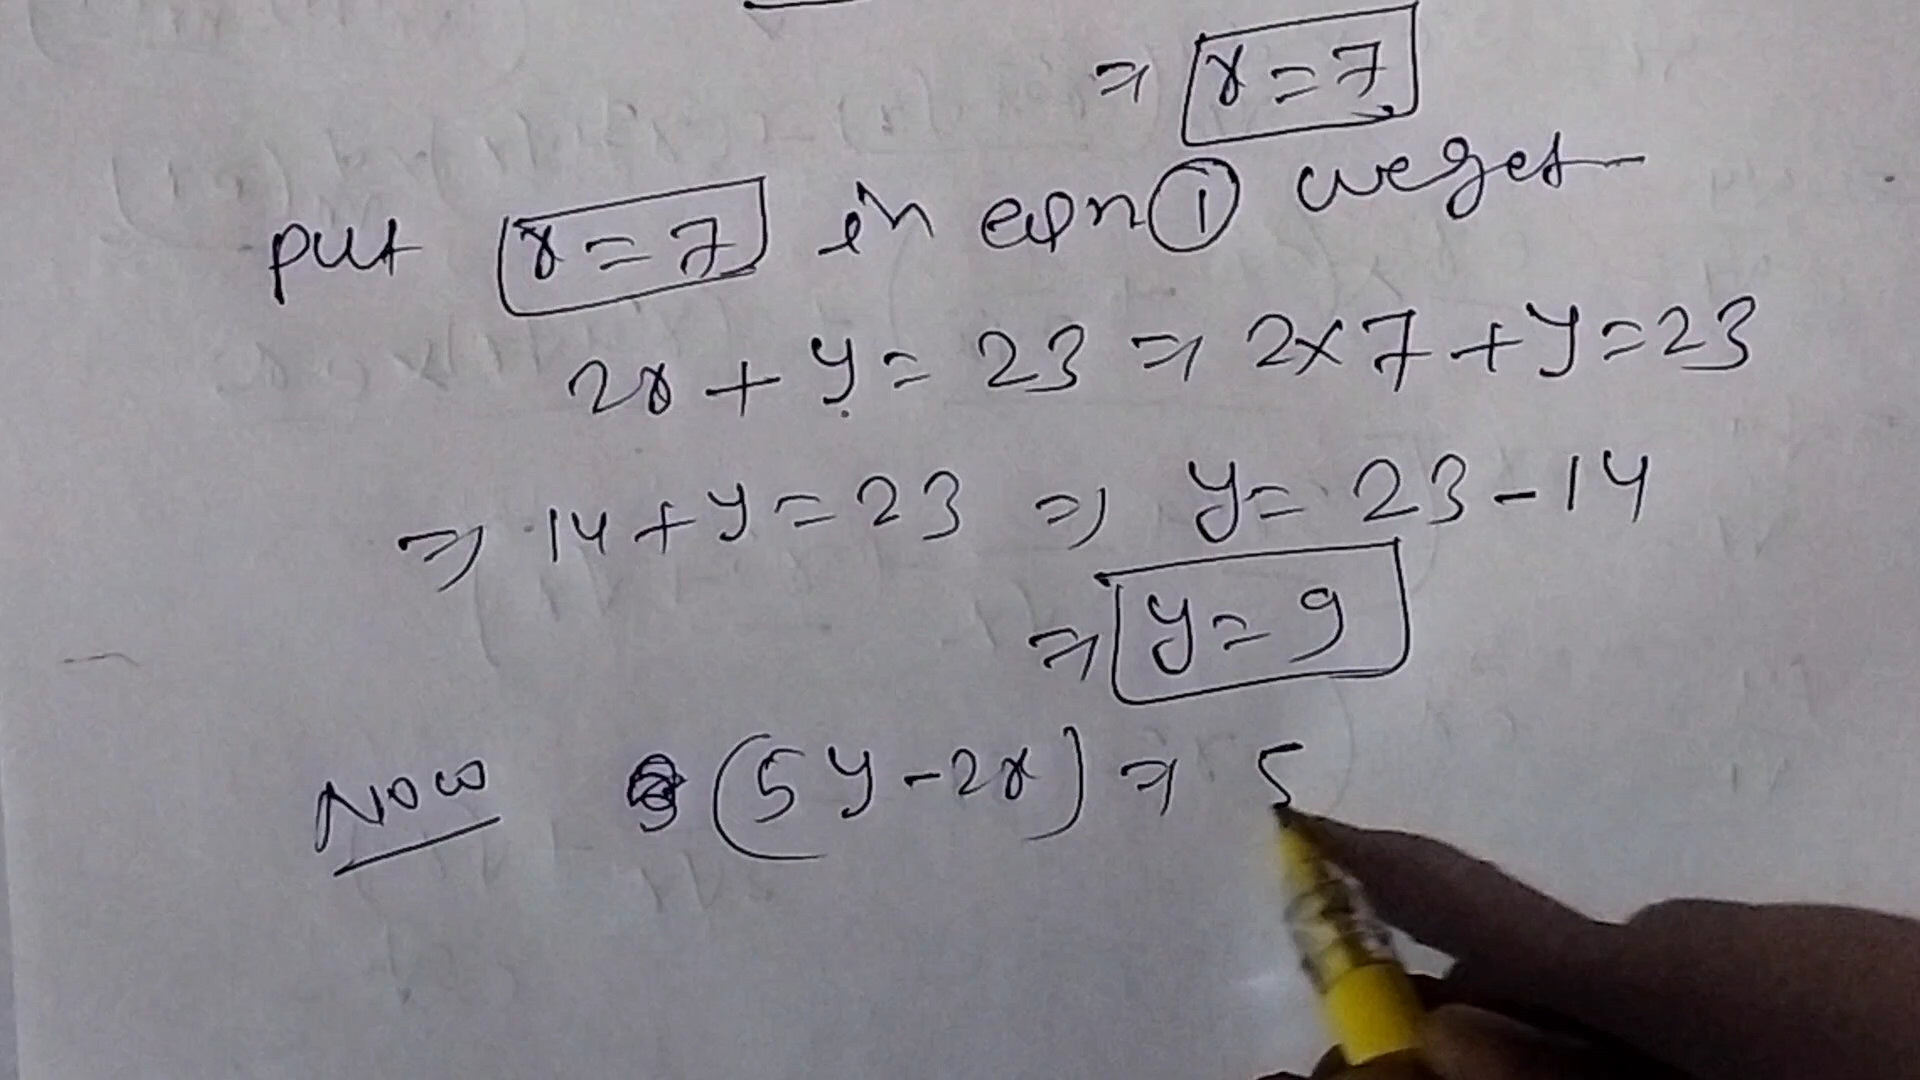 ⇒ x = 7
Put x = 7 in eqn ① we get
2x + y = 23 ⇒ 2×7 + y = 23
⇒ 14 + y = 23 ⇒ y = 23 - 14
⇒ y = 9
Now (5y - 2x) ⇒ 5